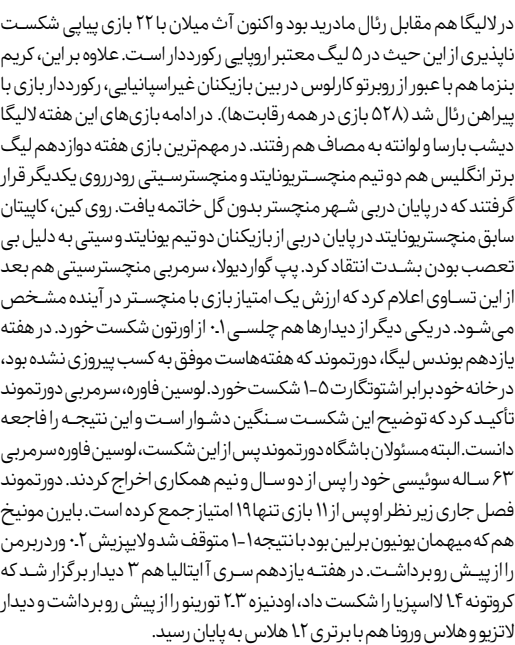 در لالیگا هم مقابل رئال مادرید بود و اکنون آث میلان با ۲۲ بازی پیاپی شکست
ناپذیری از این حیث در ۵ لیگ معتبر اروپایی رکورددار است. علاوه بر این، کریم
بنزما هم با عبور از روبرتو کارلوس در بین بازیکنان غیراسپانیایی، رکورددار بازی با
پیراهن رئال شد (۵۲۸ بازی در همه رقابت‌ها). در ادامه بازی‌های این هفته لالیگا
دیشب بارسا و لوانته به مصاف هم رفتند. در مهم‌ترین بازی هفته دوازدهم لیگ
برتر انگلیس هم دو تیم منچستریونایتد و منچسترسیتی رودرروی یکدیگر قرار
گرفتند که در پایان دربی شهر منچستر بدون گل خاتمه یافت. روی کین، کاپیتان
سابق منچستریونایتد در پایان دربی از بازیکنان دو تیم یونایتد و سیتی به دلیل بی
تعصب بودن بشدت انتقاد کرد. پپ گواردیولا، سرمربی منچسترسیتی هم بعد
از این تساوی اعلام کرد که ارزش یک امتیاز بازی با منچستر در آینده مشخص
می‌شود. در یکی دیگر از دیدارها هم چلسی ۱ـ۰ از اورتون شکست خورد. در هفته
یازدهم بوندس لیگا، دورتموند که هفته‌هاست موفق به کسب پیروزی نشده بود،
در خانه خود برابر اشتوتگارت ۵-۱ شکست خورد. لوسین فاوره، سرمربی دورتموند
تأکید کرد که توضیح این شکست سنگین دشوار است و این نتیجه را فاجعه
دانست. البته مسئولان باشگاه دورتموند پس از این شکست، لوسین فاوره سرمربی
۶۳ ساله سوئیسی خود را پس از دو سال و نیم همکاری اخراج کردند. دورتموند
فصل جاری زیر نظر او پس از ۱۱ بازی تنها ۱۹ امتیاز جمع کرده است. بایرن مونیخ
هم که میهمان یونیون برلین بود با نتیجه ۱-۱ متوقف شد و لایپزیش ۲ـ۰ وردربرمن
را از پیش رو برداشت. در هفته یازدهم سری آ ایتالیا هم ۳ دیدار برگزار شد که
کروتونه ۴ـ۱ لااسپزیا را شکست داد، اودنیزه ۳ـ۲ تورینو را از پیش رو برداشت و دیدار
لاتزیو و هلاس ورونا هم با برتری ۲ـ۱ هلاس به پایان رسید.